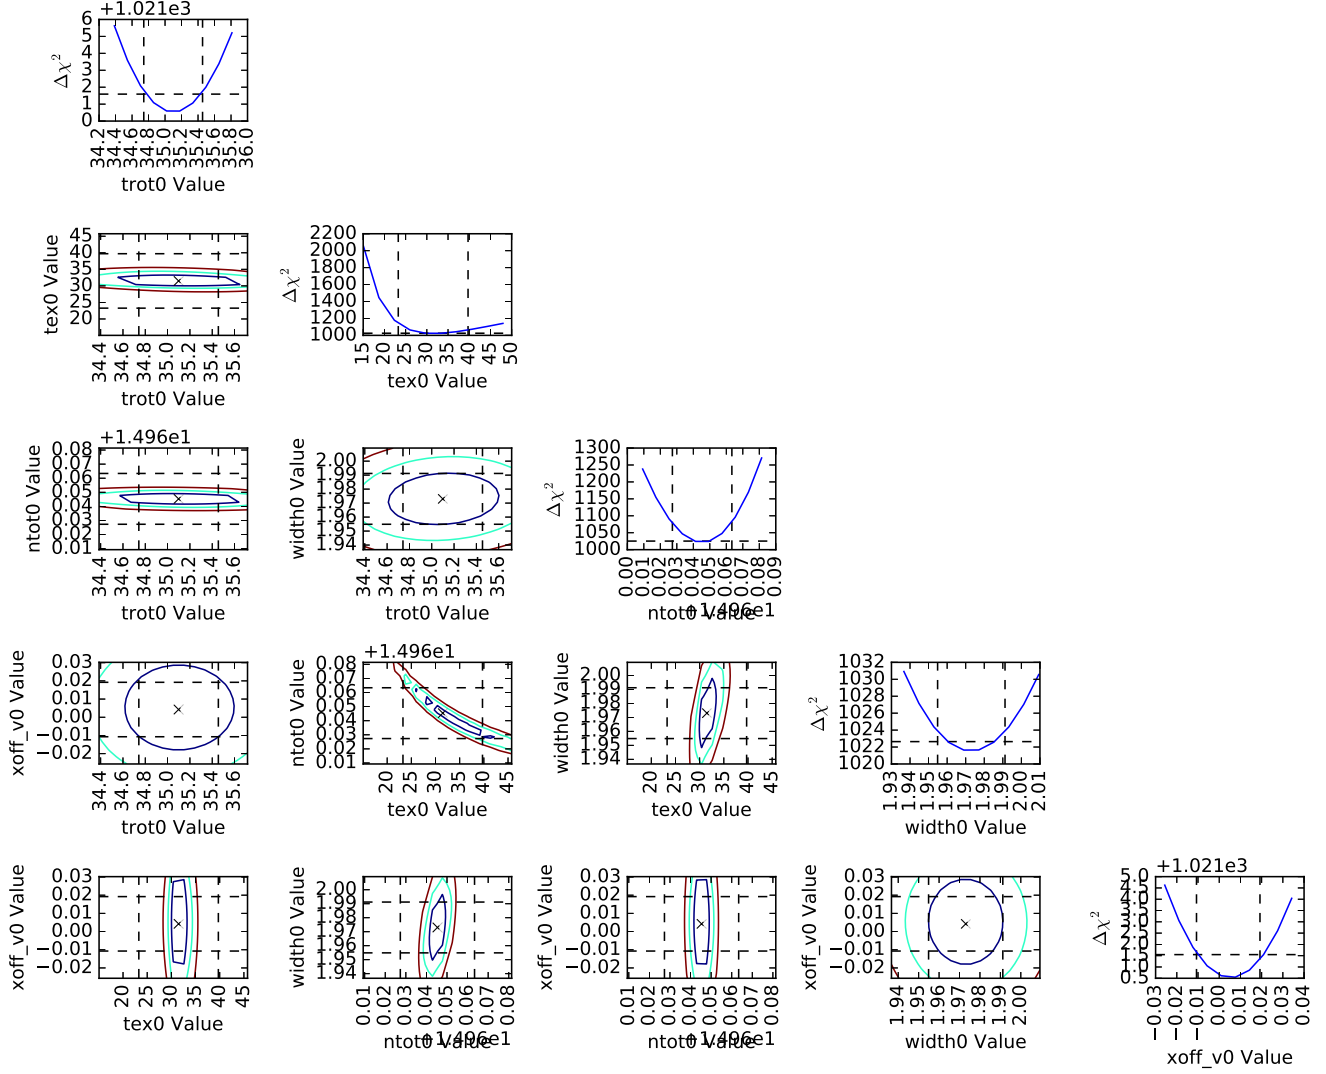 +1.021e3
6
5
4
3
2
1
0
Δχ²
34.2 34.4 34.6 34.8 35.0 35.2 35.4 35.6 35.8 36.0
trot0 Value
45
40
35
30
25
20
tex0 Value
34.4 34.6 34.8 35.0 35.2 35.4 35.6
trot0 Value
2200
2000
1800
1600
1400
1200
1000
Δχ²
15 20 25 30 35 40 45 50
tex0 Value
+1.496e1
0.08
0.07
0.06
0.05
0.04
0.03
0.02
0.01
ntot0 Value
34.4 34.6 34.8 35.0 35.2 35.4 35.6
trot0 Value
2.00
1.99
1.98
1.97
1.96
1.95
1.94
width0 Value
34.4 34.6 34.8 35.0 35.2 35.4 35.6
trot0 Value
1300
1250
1200
1150
1100
1050
1000
Δχ²
0.00 0.01 0.02 0.03 0.04 0.05 0.06 0.07 0.08 0.09
ntot0 Value
+1.496e1
0.03
0.02
0.01
0.00
−0.01
−0.02
xoff_v0 Value
34.4 34.6 34.8 35.0 35.2 35.4 35.6
trot0 Value
+1.496e1
0.08
0.07
0.06
0.05
0.04
0.03
0.02
0.01
ntot0 Value
20 25 30 35 40 45
tex0 Value
2.00
1.99
1.98
1.97
1.96
1.95
1.94
width0 Value
20 25 30 35 40 45
tex0 Value
1032
1030
1028
1026
1024
1022
1020
Δχ²
1.93 1.94 1.95 1.96 1.97 1.98 1.99 2.00 2.01
width0 Value
0.03
0.02
0.01
0.00
−0.01
−0.02
xoff_v0 Value
20 25 30 35 40 45
tex0 Value
2.00
1.99
1.98
1.97
1.96
1.95
1.94
width0 Value
0.01 0.02 0.03 0.04 0.05 0.06 0.07 0.08
ntot0 Value
+1.496e1
0.03
0.02
0.01
0.00
−0.01
−0.02
xoff_v0 Value
0.01 0.02 0.03 0.04 0.05 0.06 0.07 0.08
ntot0 Value
+1.496e1
0.03
0.02
0.01
0.00
−0.01
−0.02
xoff_v0 Value
1.94 1.95 1.96 1.97 1.98 1.99 2.00
width0 Value
+1.021e3
5.0
4.5
4.0
3.5
3.0
2.5
2.0
1.5
1.0
0.5
Δχ²
−0.03 −0.02 −0.01 0.00 0.01 0.02 0.03 0.04
xoff_v0 Value